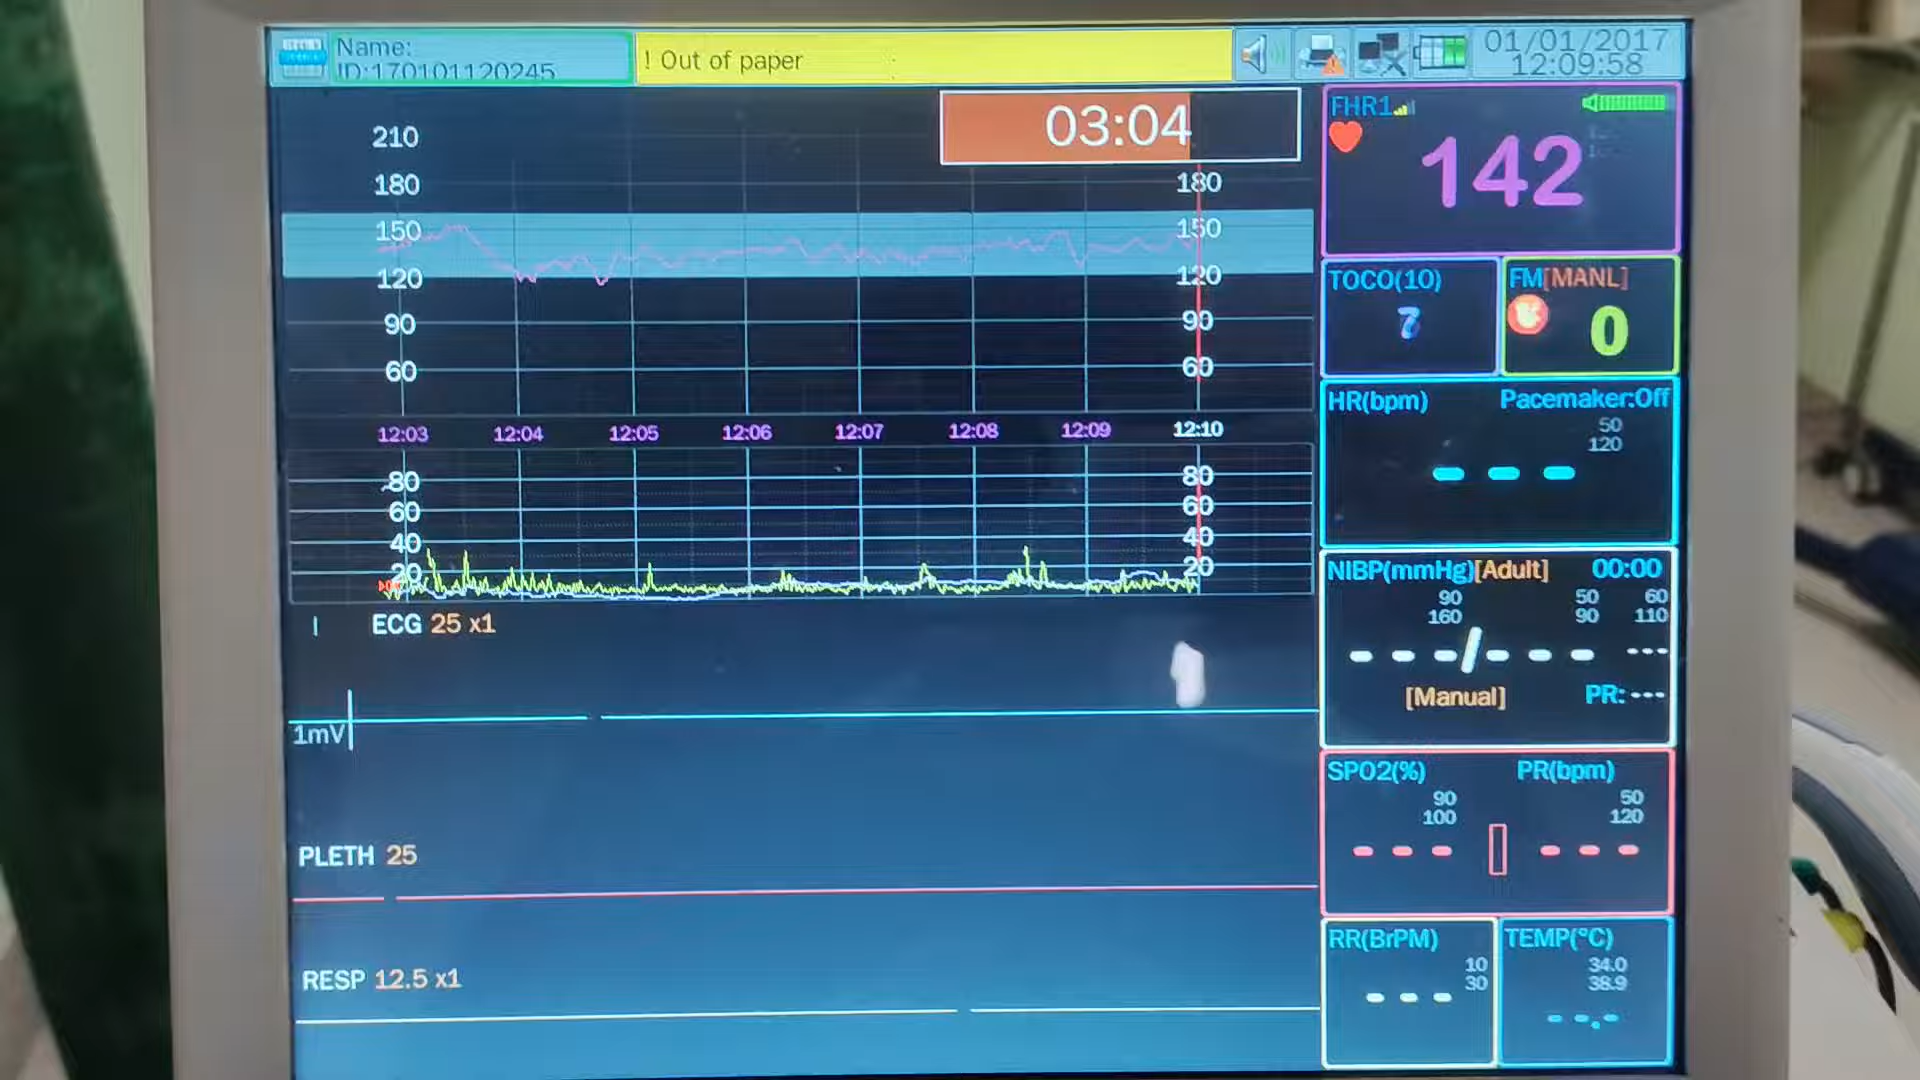 Name:
ID:170101120245
! Out of paper
01/01/2017
12:09:58
03:04
210
180
150
120
90
60
180
150
120
90
60
12:03 12:04 12:05 12:06 12:07 12:08 12:09 12:10
80
60
40
20
80
60
40
20
ECG 25 x1
1mV
PLETH 25
RESP 12.5 x1
FHR1
142
TOCO(10)
7
FM[MANL]
0
HR(bpm) Pacemaker:Off
50
120
- - -
NIBP(mmHg)[Adult] 00:00
90 50 60
160 90 110
- - -/- - - ---
[Manual] PR:---
SPO2(%) PR(bpm)
90 50
100 120
- - - - - -
RR(BrPM)
10
30
- - -
TEMP(°C)
34.0
38.9
- -.-